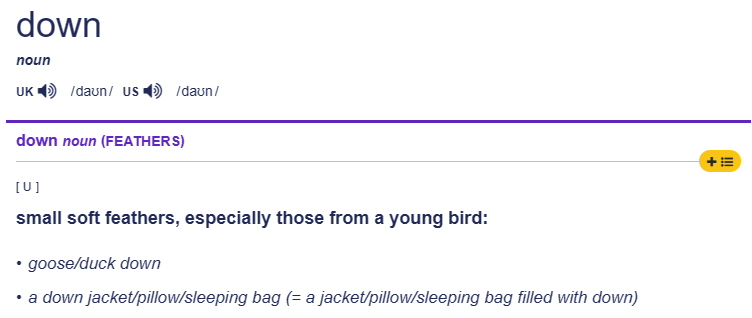 down
noun
UK /daʊn/ US /daʊn/
down noun (FEATHERS)
[ U ]
small soft feathers, especially those from a young bird:
• goose/duck down
• a down jacket/pillow/sleeping bag (= a jacket/pillow/sleeping bag filled with down)